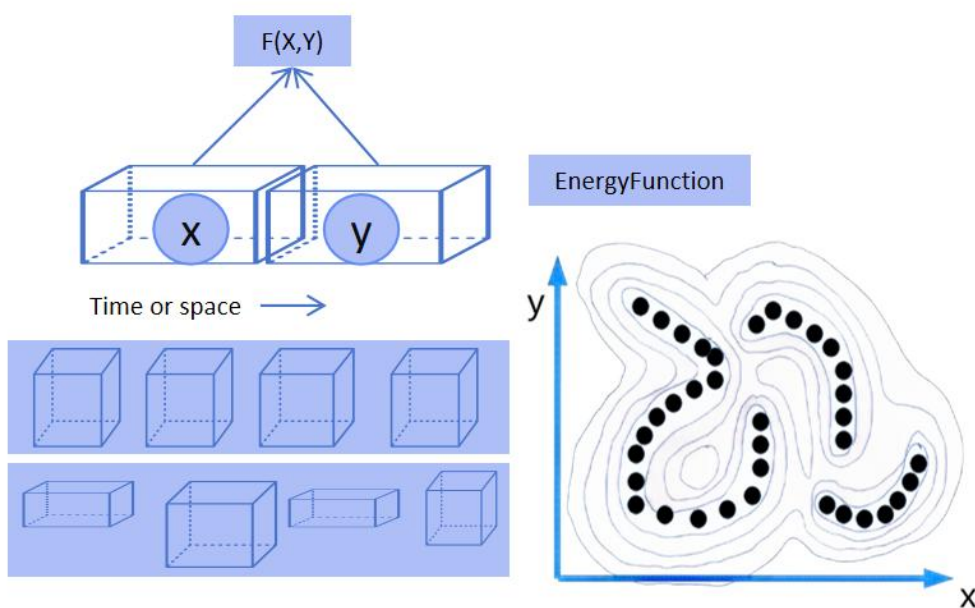 F(X,Y)
x
y
EnergyFunction
Time or space
y
x